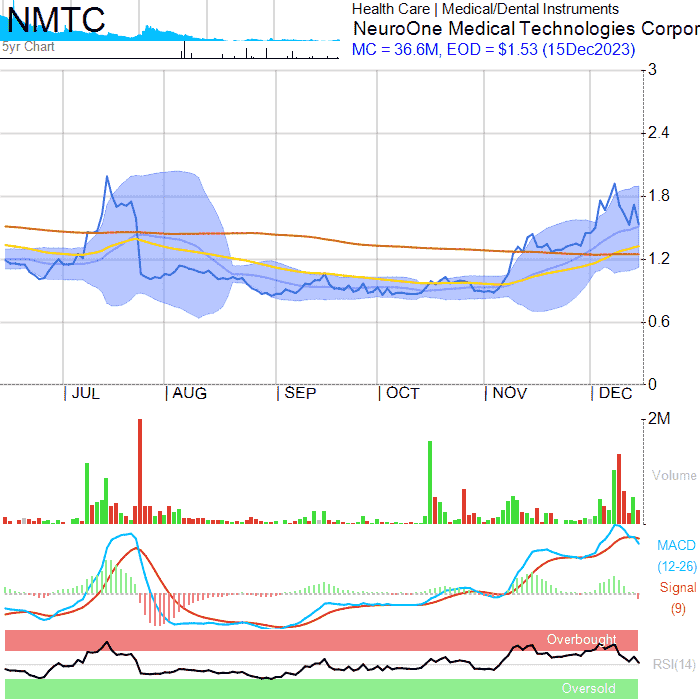 NMTC
5yr Chart
Health Care | Medical/Dental Instruments
NeuroOne Medical Technologies Corpor
MC = 36.6M, EOD = $1.53 (15Dec2023)
3
2.4
1.8
1.2
0.6
0
JUL AUG SEP OCT NOV DEC
2M
Volume
MACD
(12-26)
Signal
(9)
Overbought
RSI(14)
Oversold